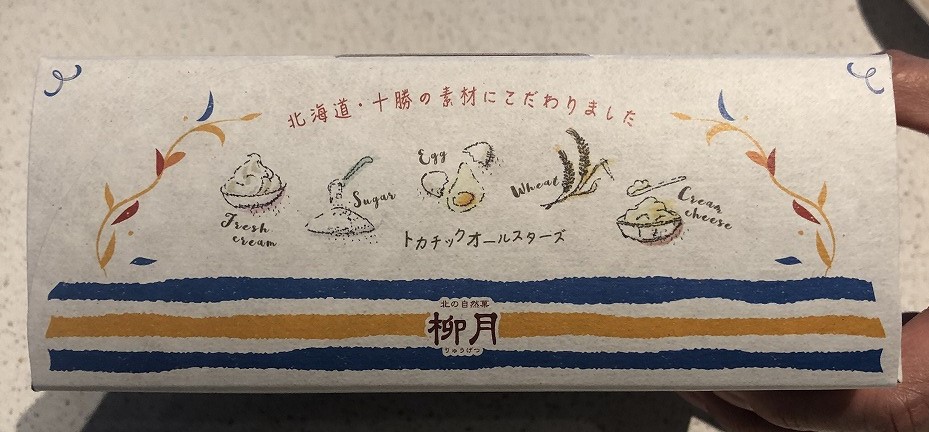 北海道・十勝の素材にこだわりました
Fresh
cream
Sugar
Egg
Wheat
Cream
cheese
トカチックオールスターズ
北の自然菓
柳月
りゅうげつ